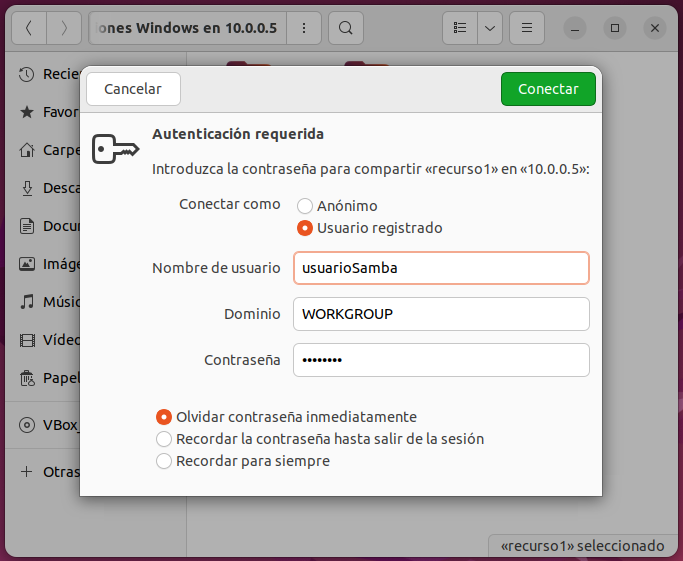 ones Windows en 10.0.0.5
Cancelar
Conectar
Autenticación requerida
Introduzca la contraseña para compartir «recurso1» en «10.0.0.5»:
Conectar como
Anónimo
Usuario registrado
Nombre de usuario
usuarioSamba
Dominio
WORKGROUP
Contraseña
••••••••
Olvidar contraseña inmediatamente
Recordar la contraseña hasta salir de la sesión
Recordar para siempre
Recie
Favor
Carpe
Desca
Docur
Imáge
Músic
Vídeo
Papel
VBox_
Otras
«recurso1» seleccionado